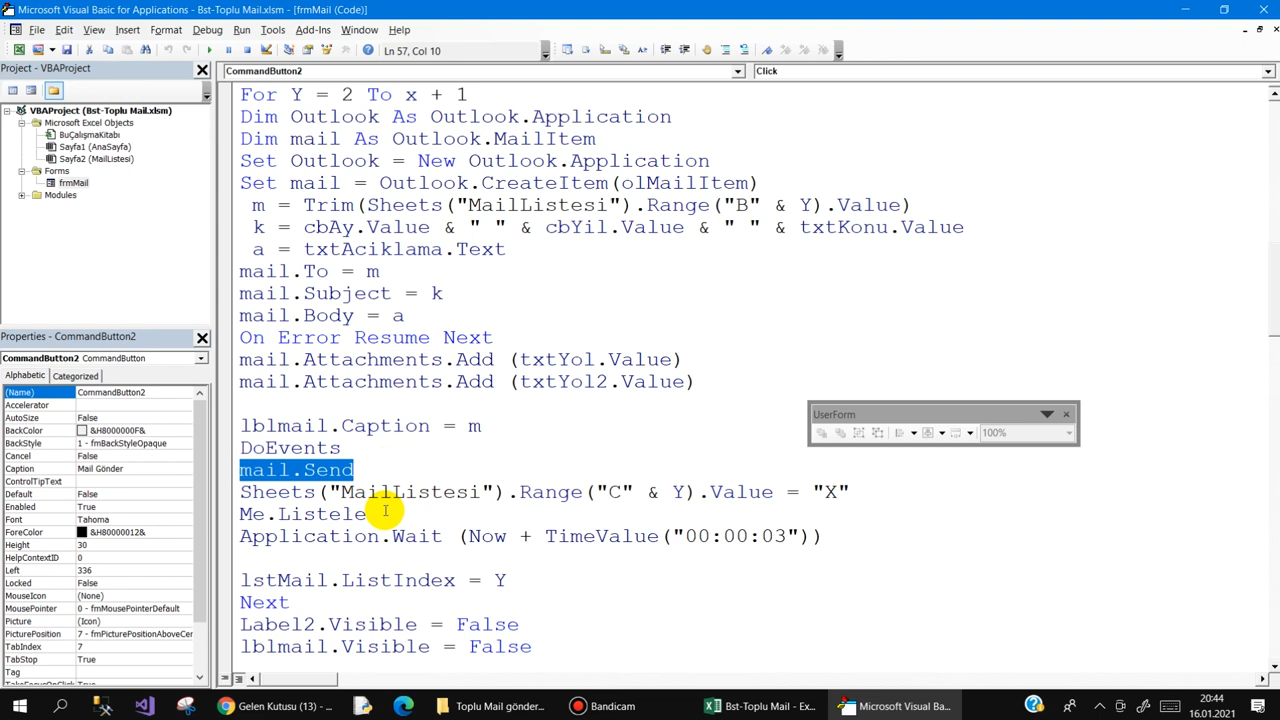 Microsoft Visual Basic for Applications - Bst-Toplu Mail.xlsm - [frmMail (Code)]
File Edit View Insert Format Debug Run Tools Add-Ins Window Help
Ln 57, Col 10
Project - VBAProject
VBAProject (Bst-Toplu Mail.xlsm)
Microsoft Excel Objects
BuÇalışmaKitabı
Sayfa1 (AnaSayfa)
Sayfa2 (MailListesi)
Forms
frmMail
Modules
Properties - CommandButton2
CommandButton2 CommandButton
Alphabetic Categorized
(Name) CommandButton2
Accelerator
AutoSize False
BackColor &H8000000F&
BackStyle 1 - fmBackStyleOpaque
Cancel False
Caption Mail Gönder
ControlTipText
Default False
Enabled True
Font Tahoma
ForeColor &H80000012&
Height 30
HelpContextID 0
Left 336
Locked False
MouseIcon (None)
MousePointer 0 - fmMousePointerDefault
Picture (Icon)
PicturePosition 7 - fmPicturePositionAboveCer
TabIndex 7
TabStop True
Tag
CommandButton2 Click
For Y = 2 To x + 1
Dim Outlook As Outlook.Application
Dim mail As Outlook.MailItem
Set Outlook = New Outlook.Application
Set mail = Outlook.CreateItem(olMailItem)
m = Trim(Sheets("MailListesi").Range("B" & Y).Value)
k = cbAy.Value & " " & cbYil.Value & " " & txtKonu.Value
a = txtAciklama.Text
mail.To = m
mail.Subject = k
mail.Body = a
On Error Resume Next
mail.Attachments.Add (txtYol.Value)
mail.Attachments.Add (txtYol2.Value)
lblmail.Caption = m
DoEvents
mail.Send
Sheets("MailListesi").Range("C" & Y).Value = "X"
Me.Listele
Application.Wait (Now + TimeValue("00:00:03"))
lstMail.ListIndex = Y
Next
Label2.Visible = False
lblmail.Visible = False
UserForm
100%
Gelen Kutusu (13) - ... Toplu Mail gönder... Bandicam Bst-Toplu Mail - Ex... Microsoft Visual Ba...
20:44
16.01.2021